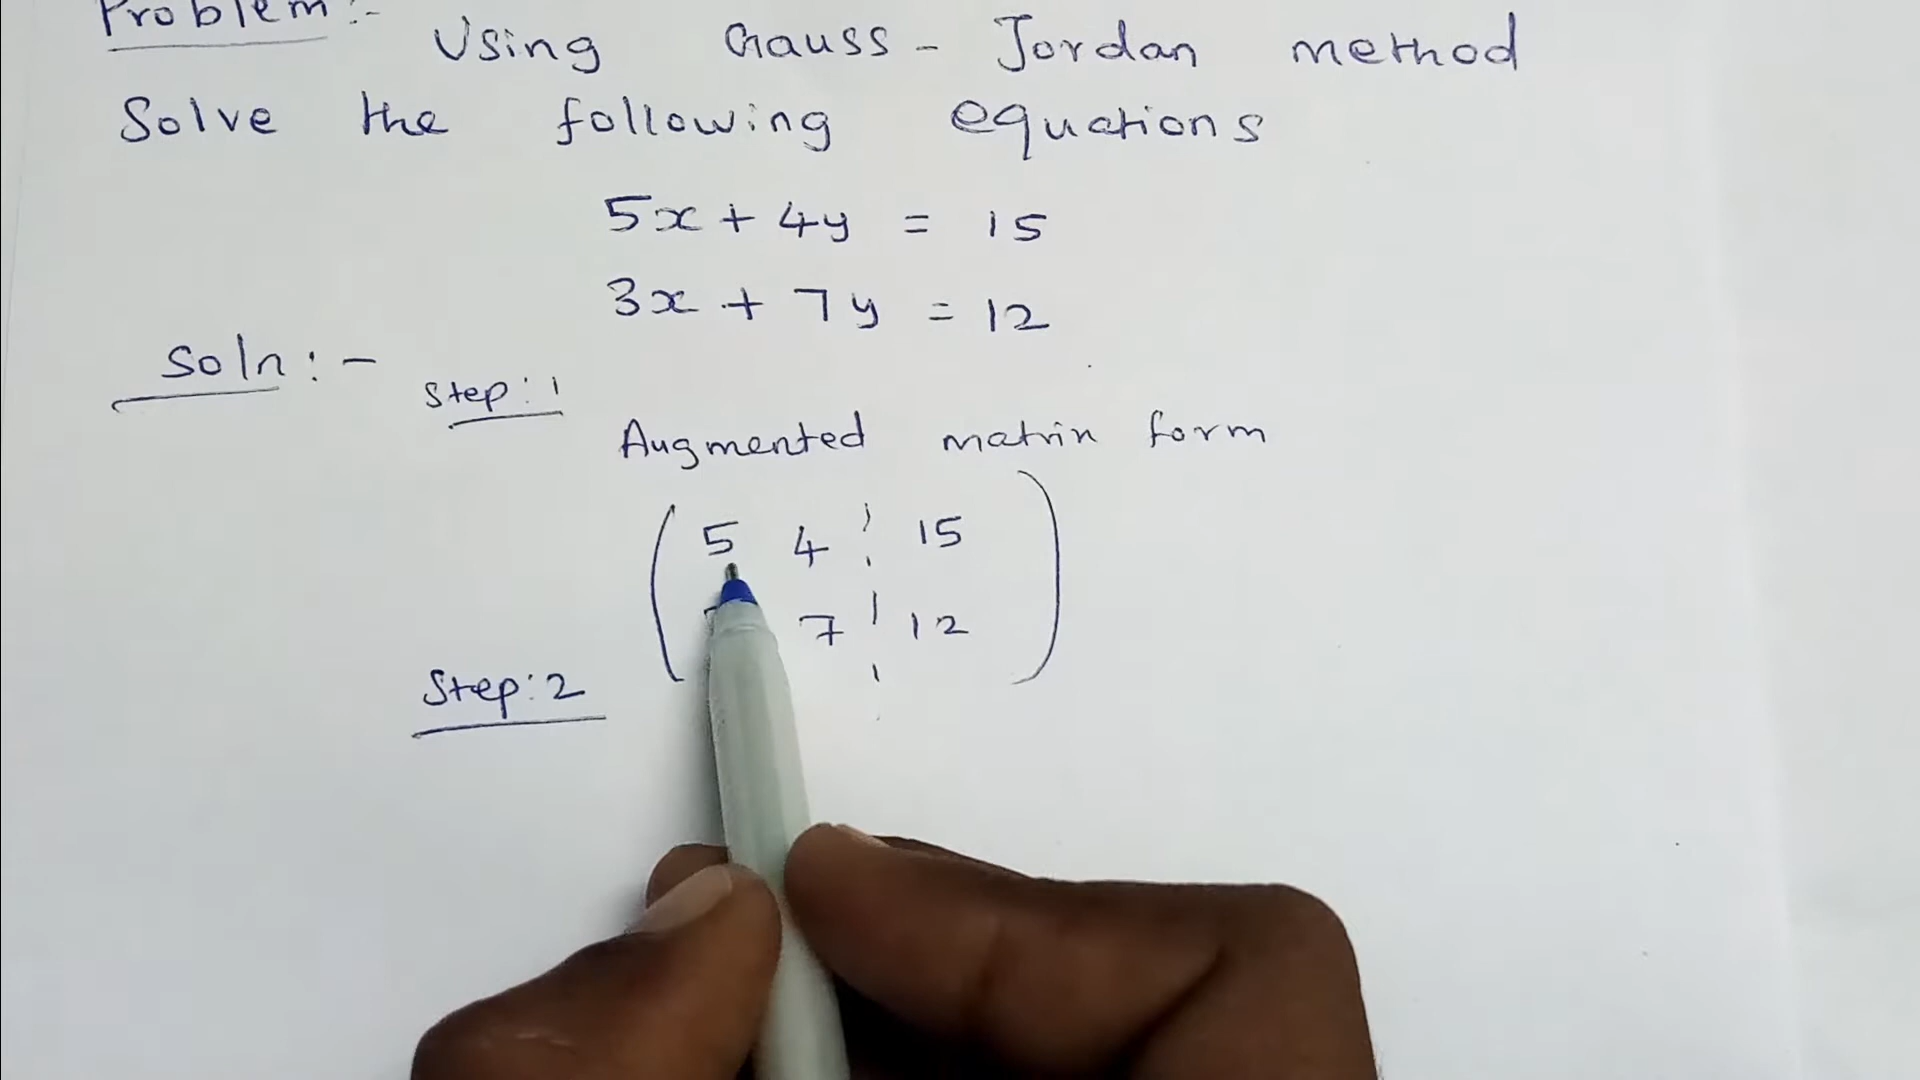 Problem :-
Using Gauss - Jordan method
Solve the following equations
5x + 4y = 15
3x + 7y = 12
Soln : -
Step : 1
Augmented matrix form
5 4 15
7 12
Step : 2